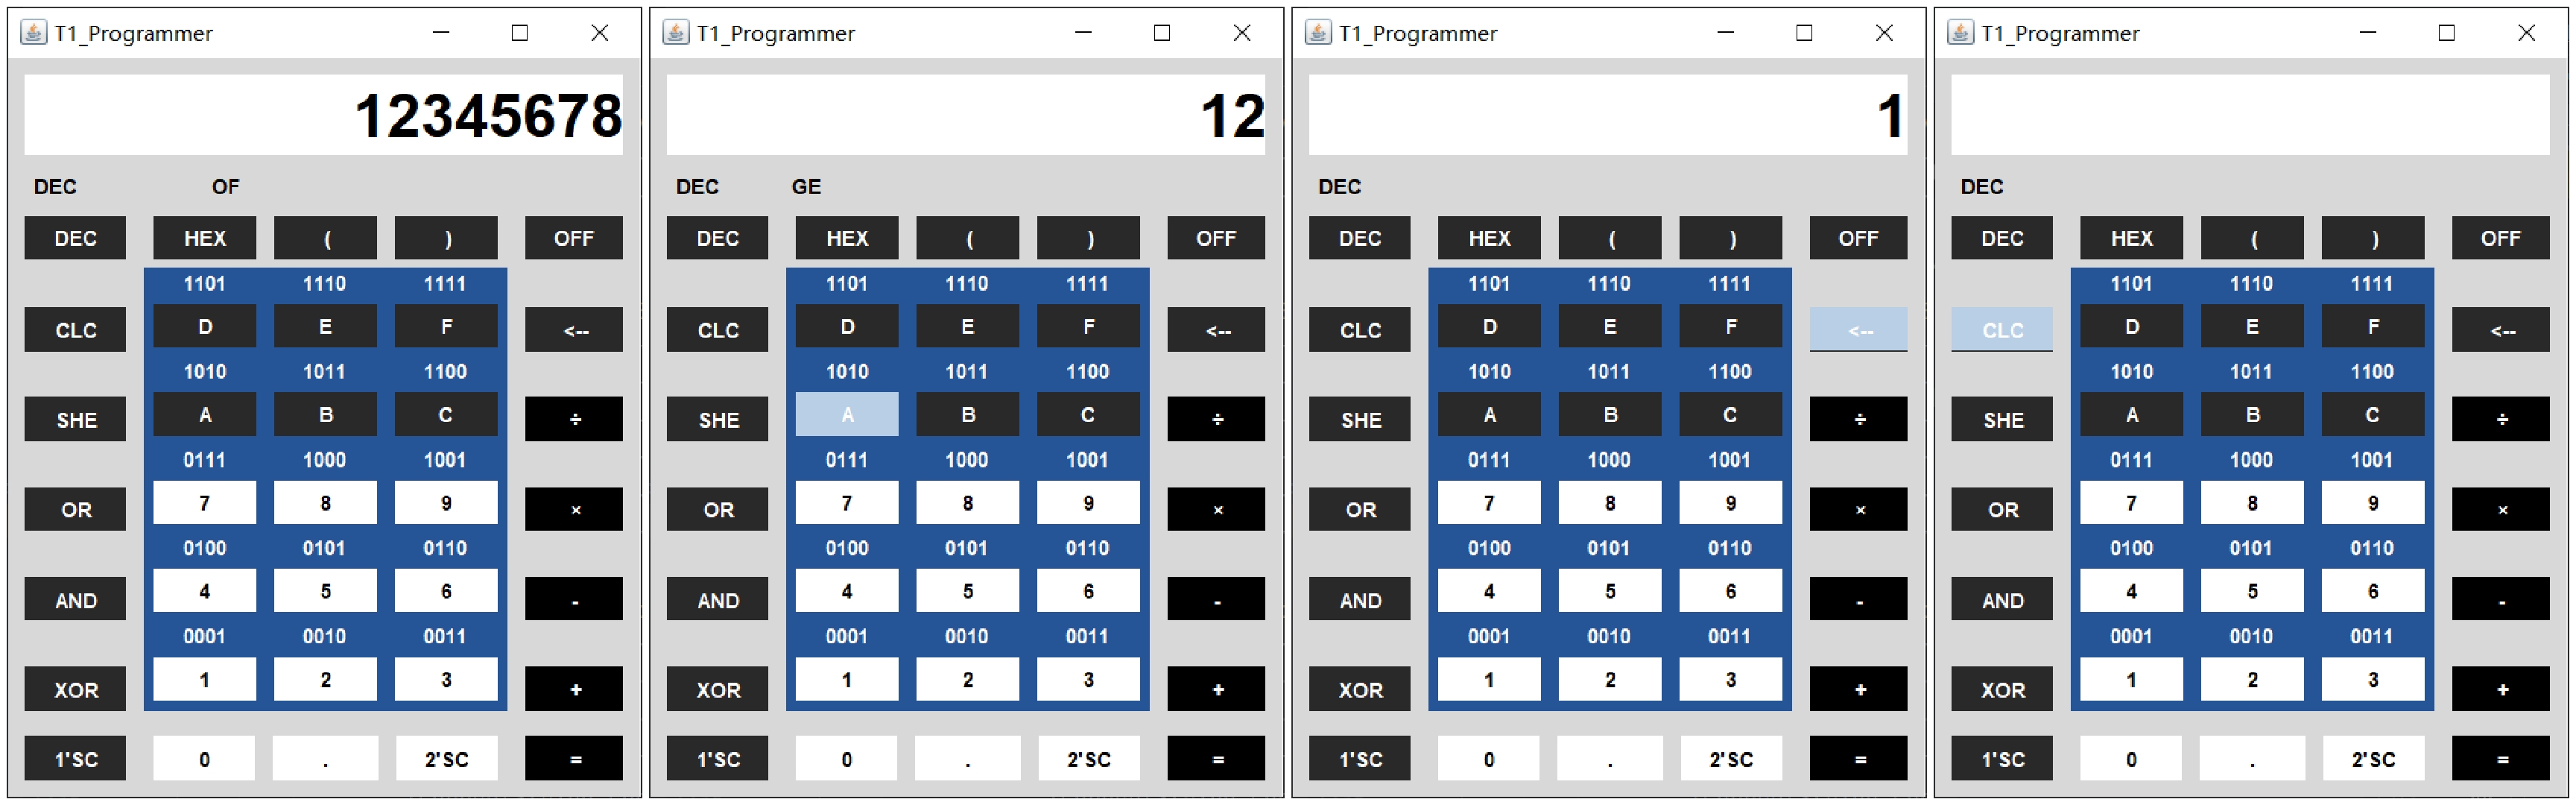 T1_Programmer
12345678
DEC OF
DEC HEX ( ) OFF
1101 1110 1111
CLC D E F <--
1010 1011 1100
SHE A B C ÷
0111 1000 1001
OR 7 8 9 ×
0100 0101 0110
AND 4 5 6 -
0001 0010 0011
XOR 1 2 3 +
1'SC 0 . 2'SC =
T1_Programmer
12
DEC GE
DEC HEX ( ) OFF
1101 1110 1111
CLC D E F <--
1010 1011 1100
SHE A B C ÷
0111 1000 1001
OR 7 8 9 ×
0100 0101 0110
AND 4 5 6 -
0001 0010 0011
XOR 1 2 3 +
1'SC 0 . 2'SC =
T1_Programmer
1
DEC
DEC HEX ( ) OFF
1101 1110 1111
CLC D E F <--
1010 1011 1100
SHE A B C ÷
0111 1000 1001
OR 7 8 9 ×
0100 0101 0110
AND 4 5 6 -
0001 0010 0011
XOR 1 2 3 +
1'SC 0 . 2'SC =
T1_Programmer
DEC
DEC HEX ( ) OFF
1101 1110 1111
CLC D E F <--
1010 1011 1100
SHE A B C ÷
0111 1000 1001
OR 7 8 9 ×
0100 0101 0110
AND 4 5 6 -
0001 0010 0011
XOR 1 2 3 +
1'SC 0 . 2'SC =